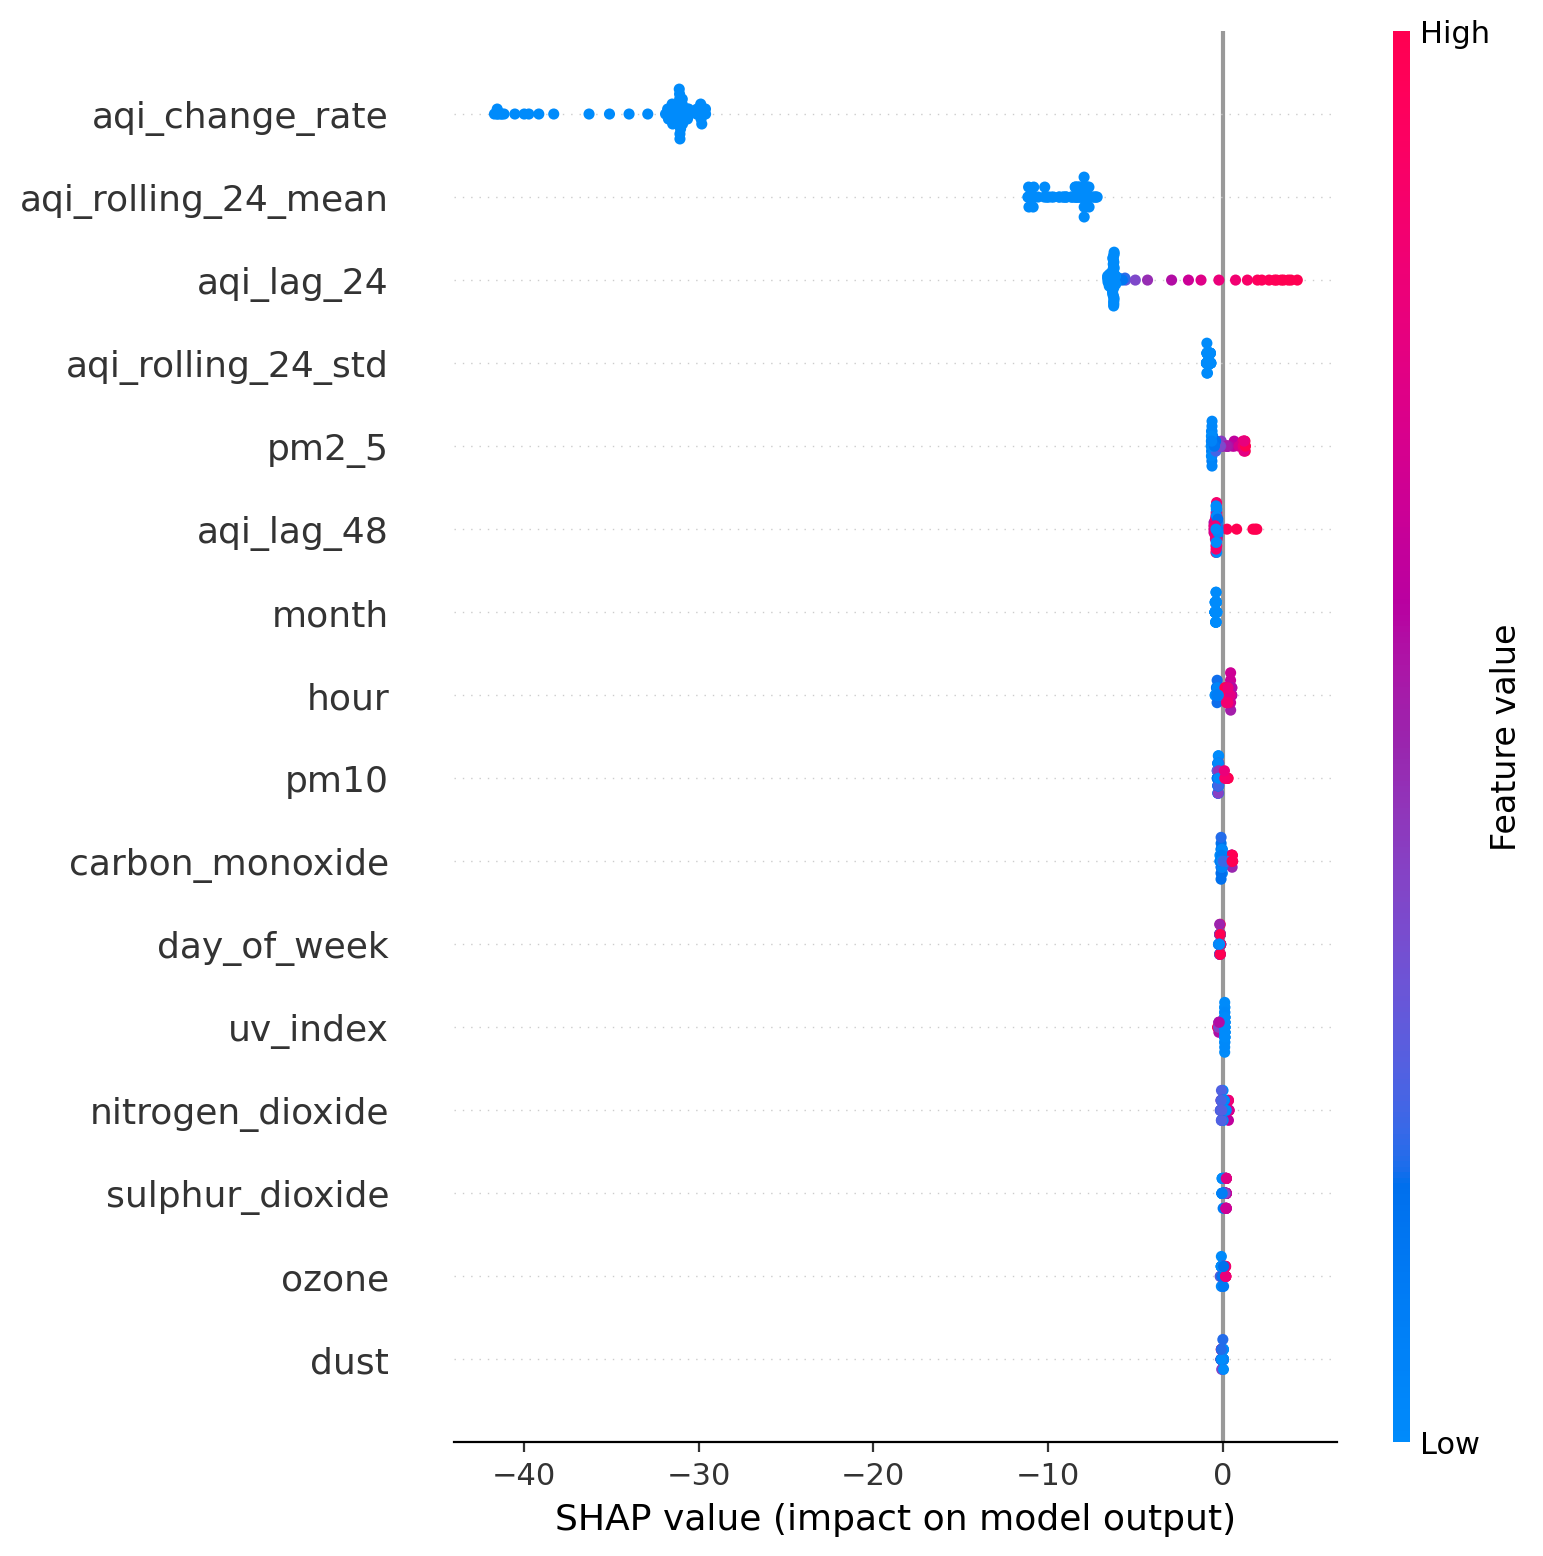 High
aqi_change_rate
aqi_rolling_24_mean
aqi_lag_24
aqi_rolling_24_std
pm2_5
aqi_lag_48
month
hour
pm10
carbon_monoxide
day_of_week
uv_index
nitrogen_dioxide
sulphur_dioxide
ozone
dust
Feature value
Low
−40 −30 −20 −10 0
SHAP value (impact on model output)